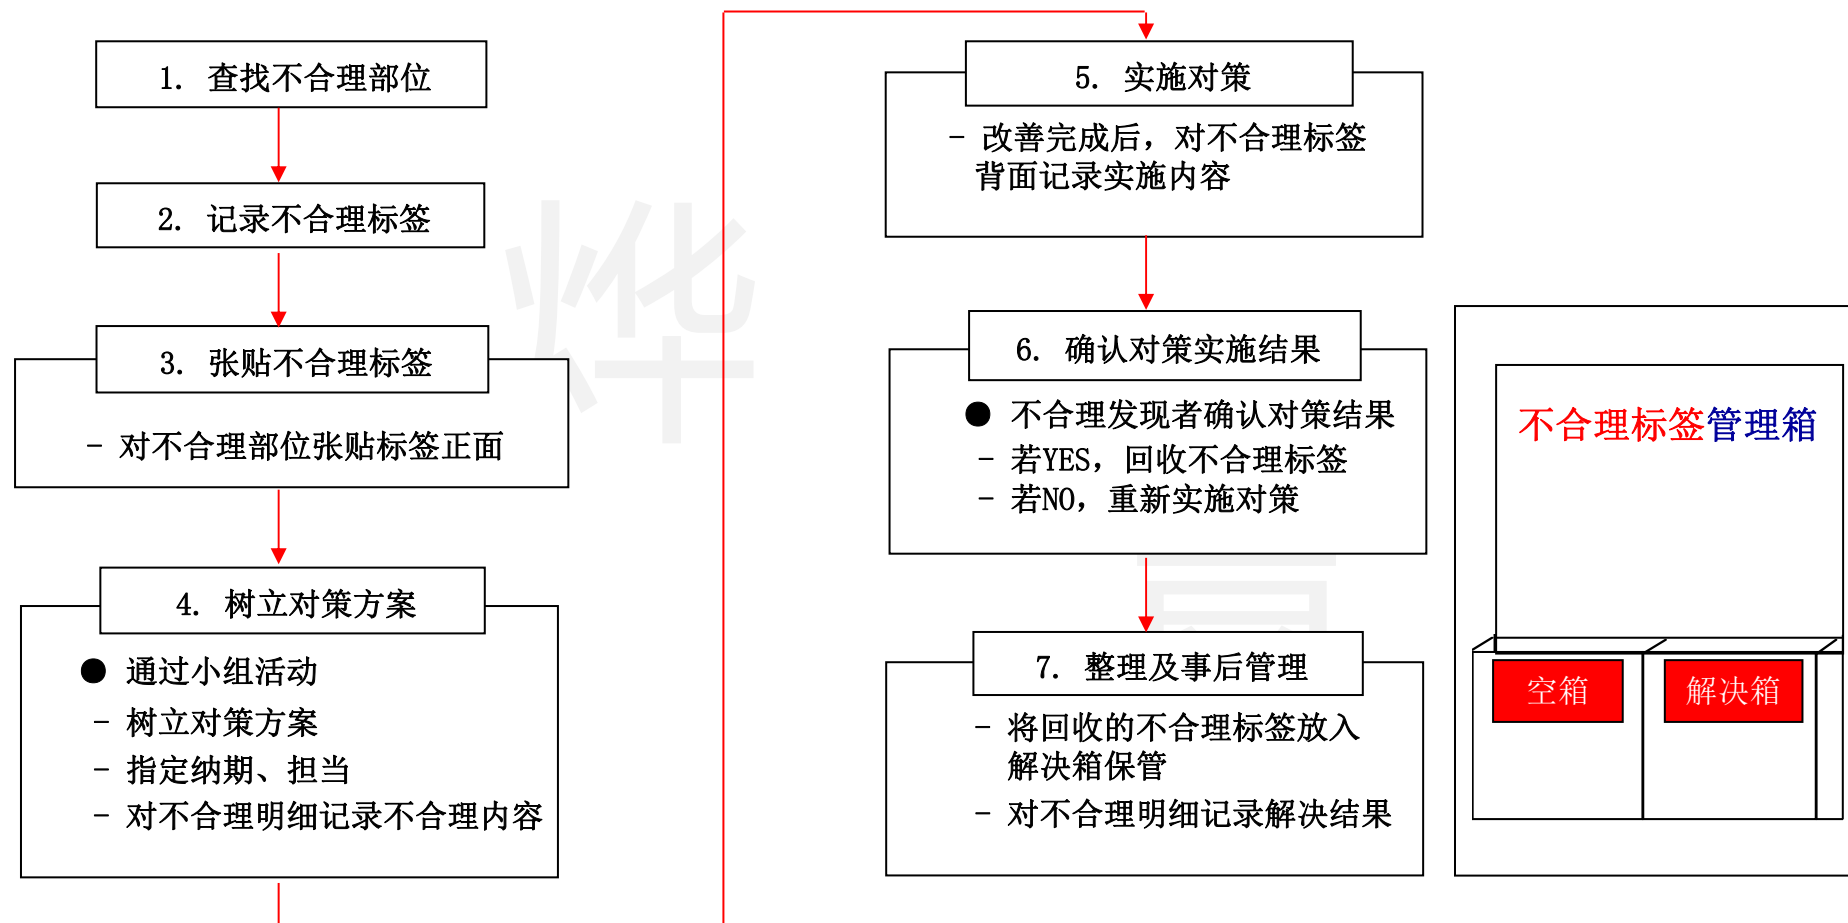 1. 查找不合理部位
2. 记录不合理标签
3. 张贴不合理标签
- 对不合理部位张贴标签正面
4. 树立对策方案
● 通过小组活动
- 树立对策方案
- 指定纳期、担当
- 对不合理明细记录不合理内容
5. 实施对策
- 改善完成后，对不合理标签
背面记录实施内容
6. 确认对策实施结果
● 不合理发现者确认对策结果
- 若YES，回收不合理标签
- 若NO，重新实施对策
7. 整理及事后管理
- 将回收的不合理标签放入
解决箱保管
- 对不合理明细记录解决结果
不合理标签管理箱
空箱
解决箱
烨